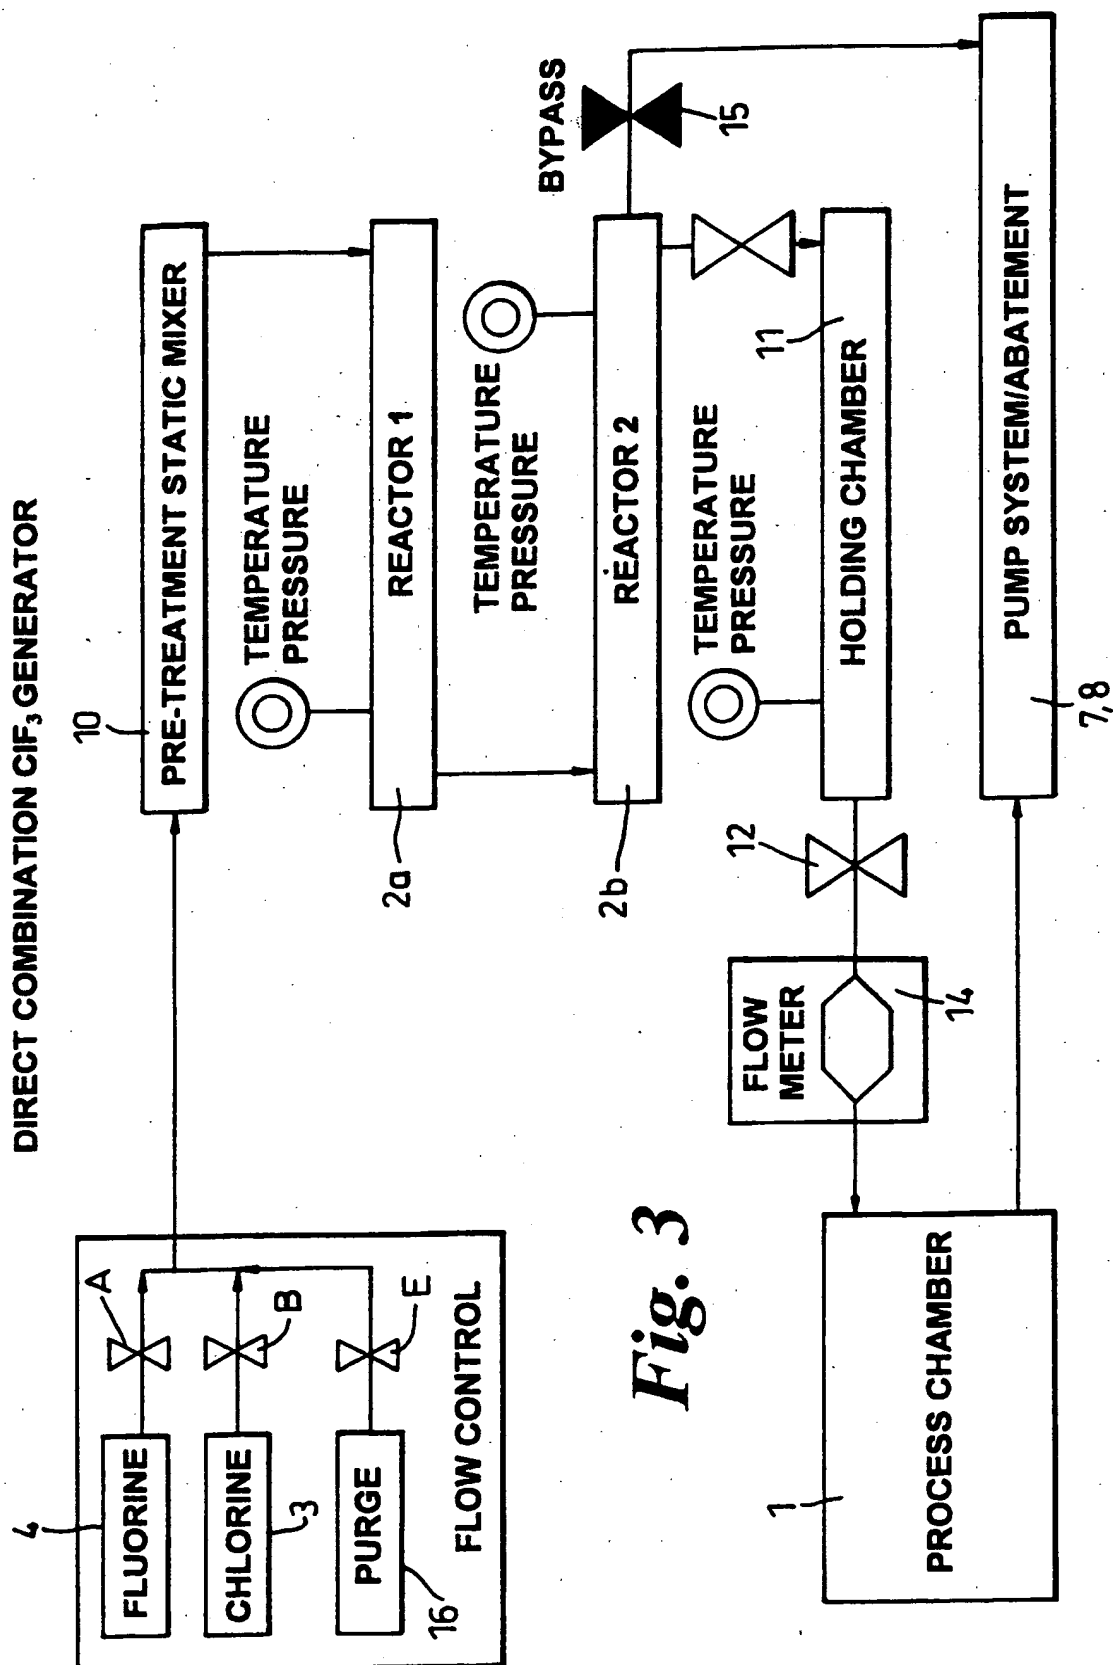 DIRECT COMBINATION ClF₃ GENERATOR
4
FLUORINE
A
CHLORINE
3
B
PURGE
16
E
FLOW CONTROL
10
PRE-TREATMENT STATIC MIXER
TEMPERATURE
PRESSURE
REACTOR 1
2a
TEMPERATURE
PRESSURE
REACTOR 2
2b
BYPASS
15
TEMPERATURE
PRESSURE
11
HOLDING CHAMBER
12
FLOW
METER
14
1
PROCESS CHAMBER
PUMP SYSTEM/ABATEMENT
7,8
Fig. 3